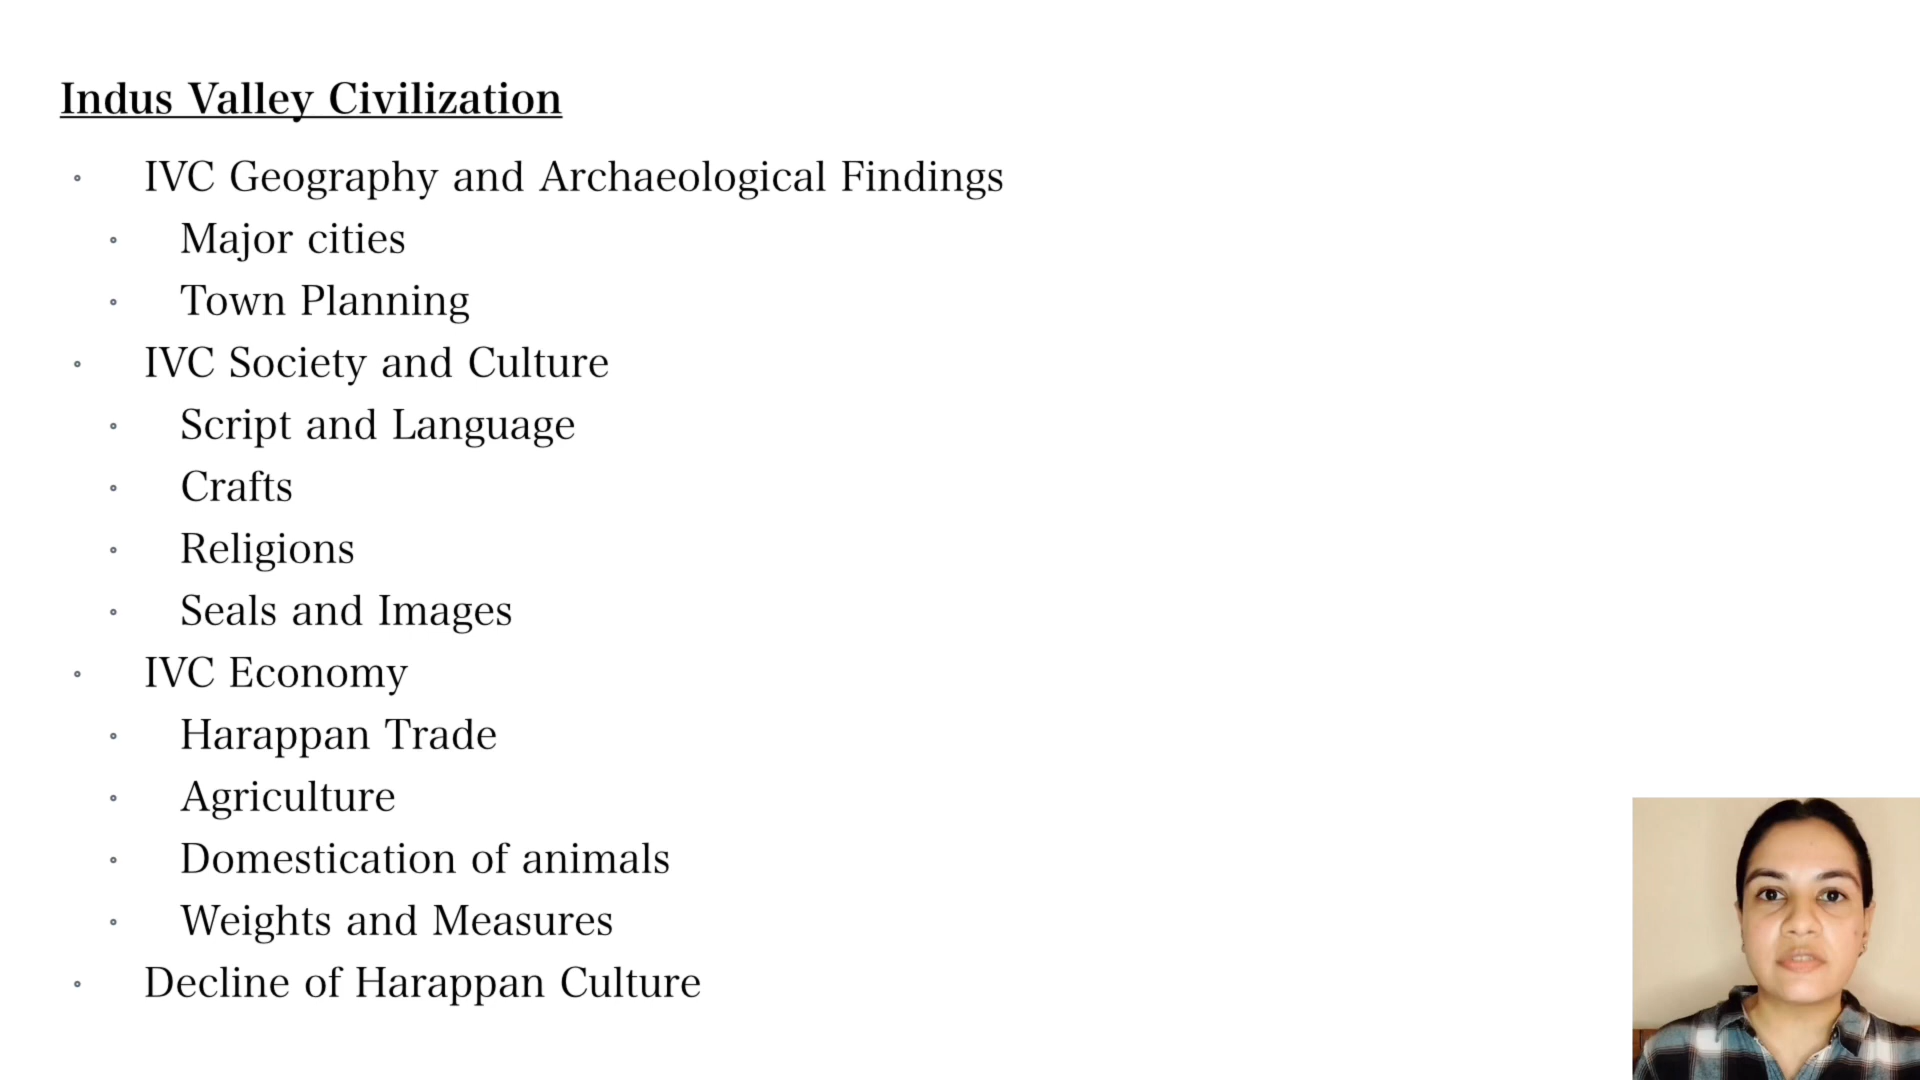 Indus Valley Civilization
IVC Geography and Archaeological Findings
Major cities
Town Planning
IVC Society and Culture
Script and Language
Crafts
Religions
Seals and Images
IVC Economy
Harappan Trade
Agriculture
Domestication of animals
Weights and Measures
Decline of Harappan Culture